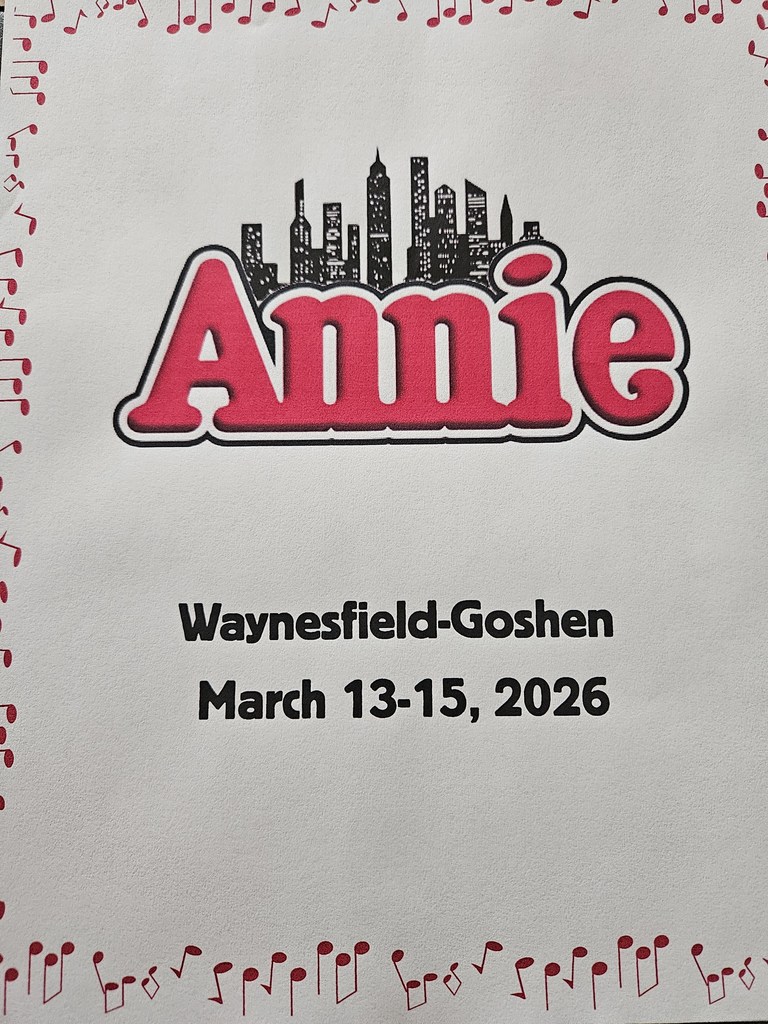 Annie
Waynesfield-Goshen
March 13-15, 2026